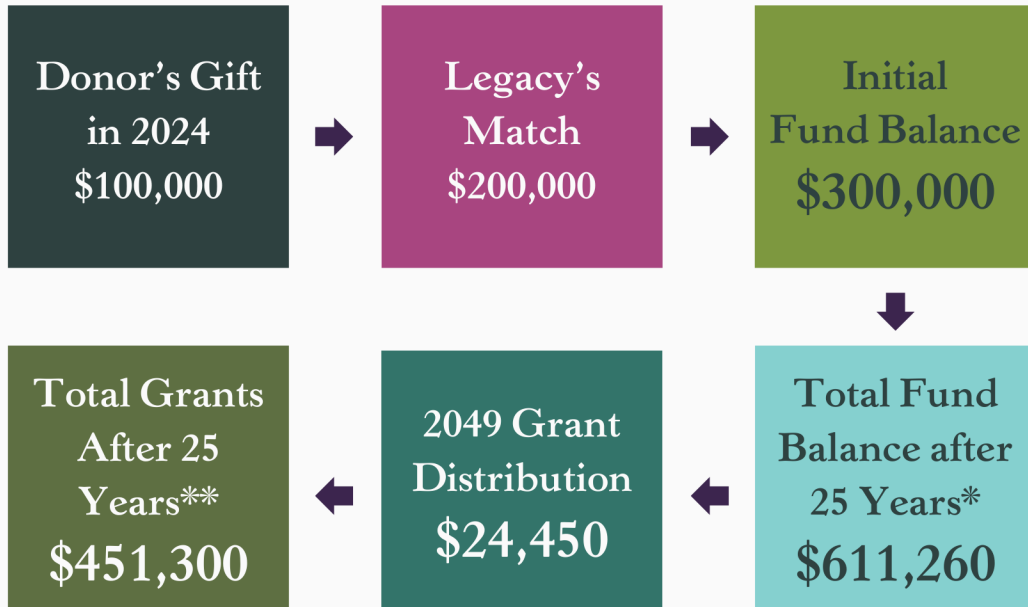 Donor's Gift
in 2024
$100,000
Legacy's
Match
$200,000
Initial
Fund Balance
$300,000
Total Fund
Balance after
25 Years*
$611,260
2049 Grant
Distribution
$24,450
Total Grants
After 25
Years**
$451,300